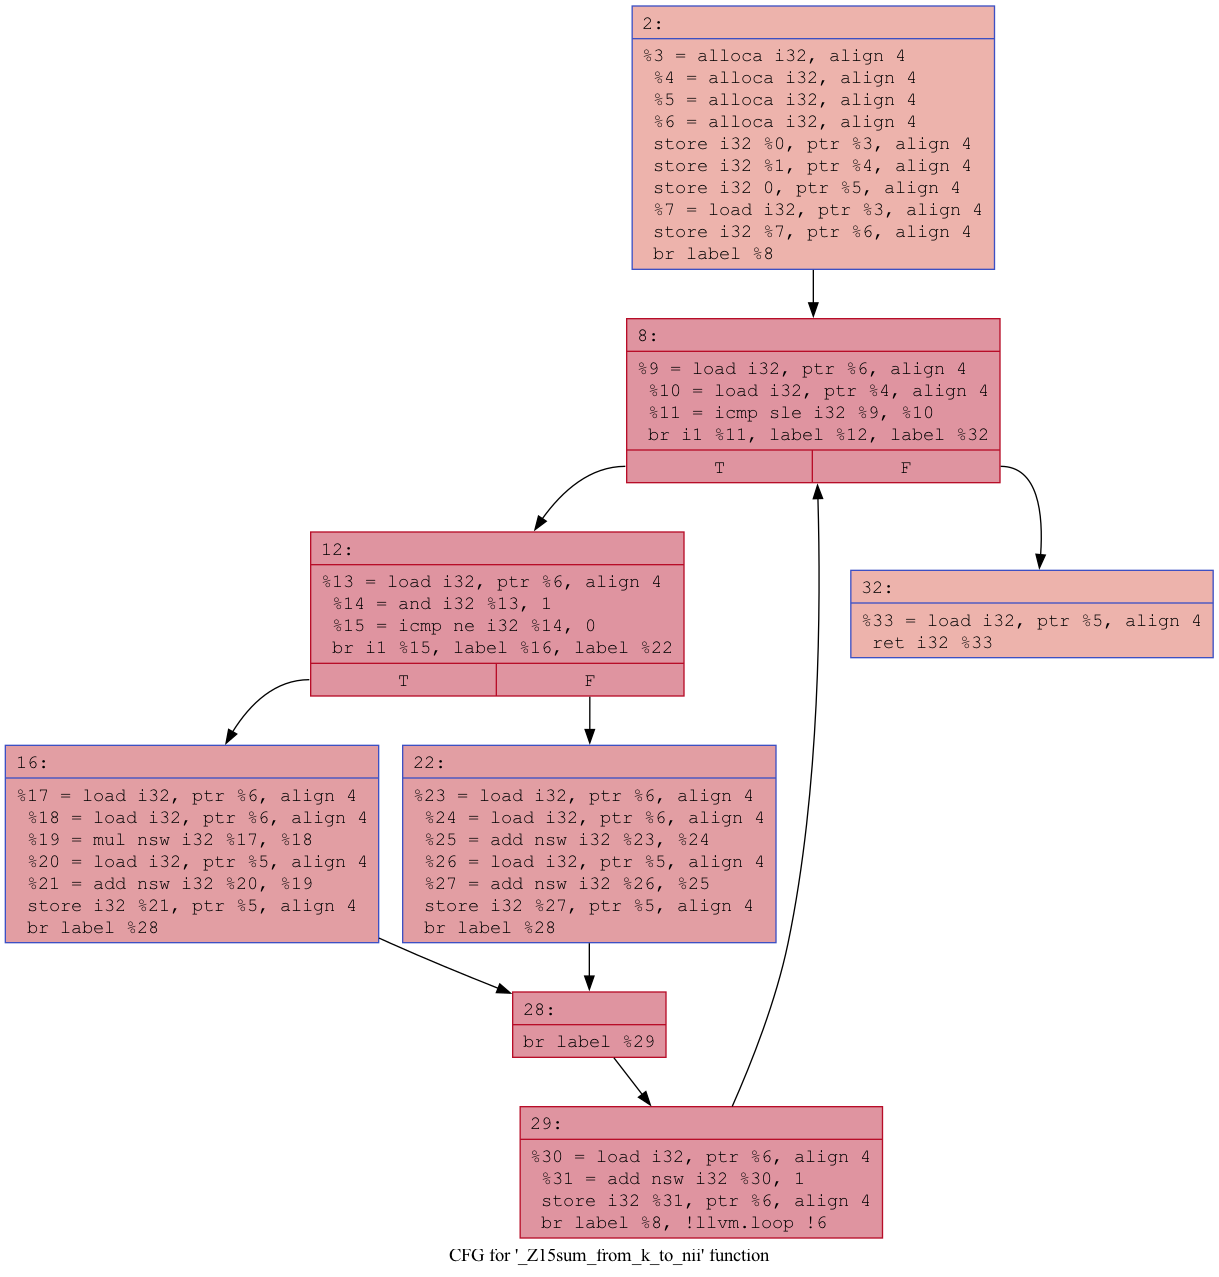 2:
%3 = alloca i32, align 4
%4 = alloca i32, align 4
%5 = alloca i32, align 4
%6 = alloca i32, align 4
store i32 %0, ptr %3, align 4
store i32 %1, ptr %4, align 4
store i32 0, ptr %5, align 4
%7 = load i32, ptr %3, align 4
store i32 %7, ptr %6, align 4
br label %8
8:
%9 = load i32, ptr %6, align 4
%10 = load i32, ptr %4, align 4
%11 = icmp sle i32 %9, %10
br i1 %11, label %12, label %32
T F
12:
%13 = load i32, ptr %6, align 4
%14 = and i32 %13, 1
%15 = icmp ne i32 %14, 0
br i1 %15, label %16, label %22
T F
32:
%33 = load i32, ptr %5, align 4
ret i32 %33
16:
%17 = load i32, ptr %6, align 4
%18 = load i32, ptr %6, align 4
%19 = mul nsw i32 %17, %18
%20 = load i32, ptr %5, align 4
%21 = add nsw i32 %20, %19
store i32 %21, ptr %5, align 4
br label %28
22:
%23 = load i32, ptr %6, align 4
%24 = load i32, ptr %6, align 4
%25 = add nsw i32 %23, %24
%26 = load i32, ptr %5, align 4
%27 = add nsw i32 %26, %25
store i32 %27, ptr %5, align 4
br label %28
28:
br label %29
29:
%30 = load i32, ptr %6, align 4
%31 = add nsw i32 %30, 1
store i32 %31, ptr %6, align 4
br label %8, !llvm.loop !6
CFG for '_Z15sum_from_k_to_nii' function